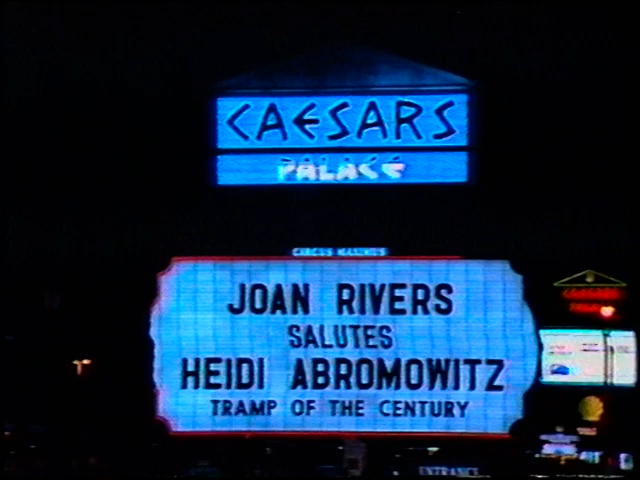 CAESARS
PALACE
CIRCUS MAXIMUS
JOAN RIVERS
SALUTES
HEIDI ABROMOWITZ
TRAMP OF THE CENTURY
ENTRANCE